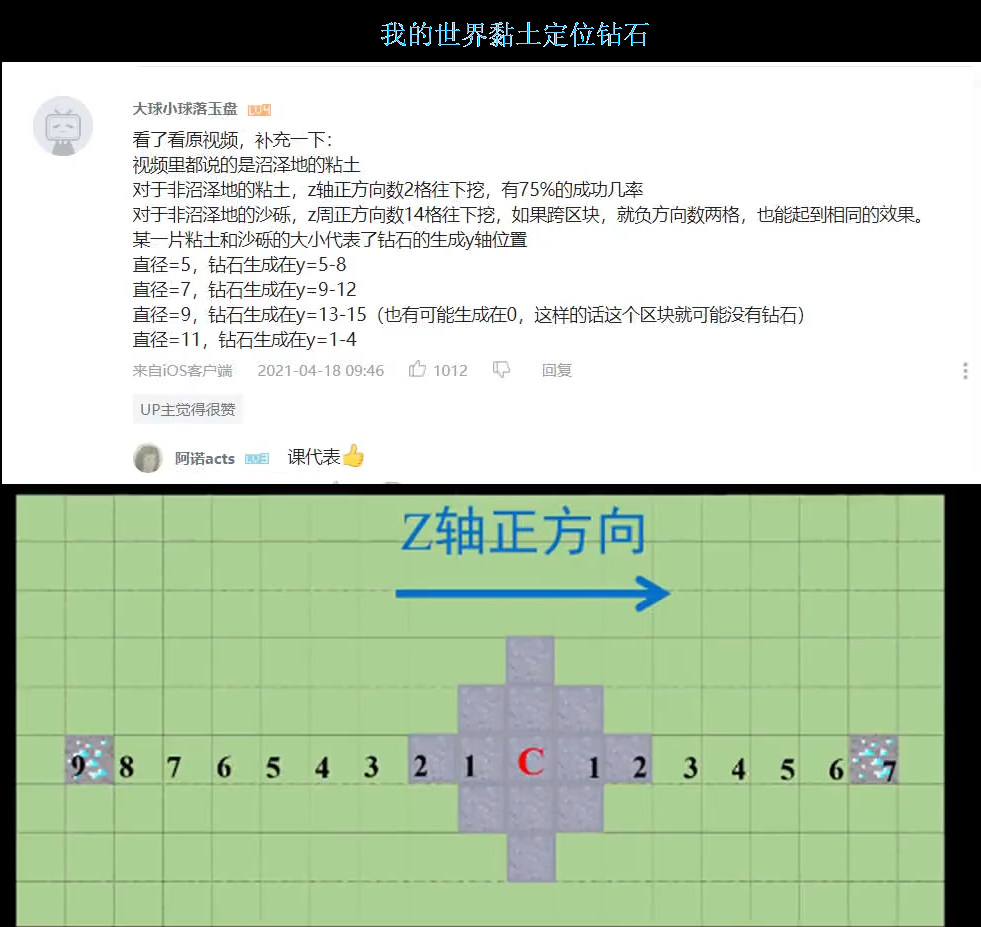 我的世界黏土定位钻石
大球小球落玉盘 LV4
看了看原视频，补充一下：
视频里都说的是沼泽地的粘土
对于非沼泽地的粘土，z轴正方向数2格往下挖，有75%的成功几率
对于非沼泽地的沙砾，z周正方向数14格往下挖，如果跨区块，就负方向数两格，也能起到相同的效果。
某一片粘土和沙砾的大小代表了钻石的生成y轴位置
直径=5，钻石生成在y=5-8
直径=7，钻石生成在y=9-12
直径=9，钻石生成在y=13-15（也有可能生成在0，这样的话这个区块就可能没有钻石）
直径=11，钻石生成在y=1-4
来自iOS客户端 2021-04-18 09:46 1012 回复
UP主觉得很赞
阿诺acts LV3 课代表👍
Z轴正方向
9 8 7 6 5 4 3 2 1 C 1 2 3 4 5 6 7